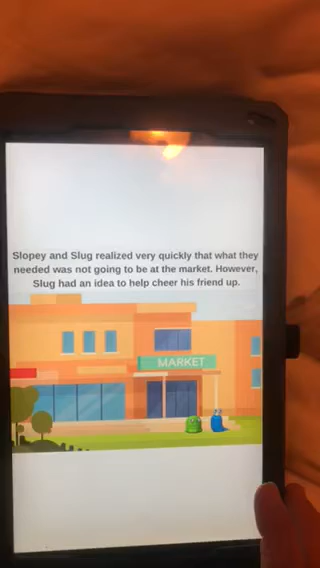 Slopey and Slug realized very quickly that what they
needed was not going to be at the market. However,
Slug had an idea to help cheer his friend up.
MARKET